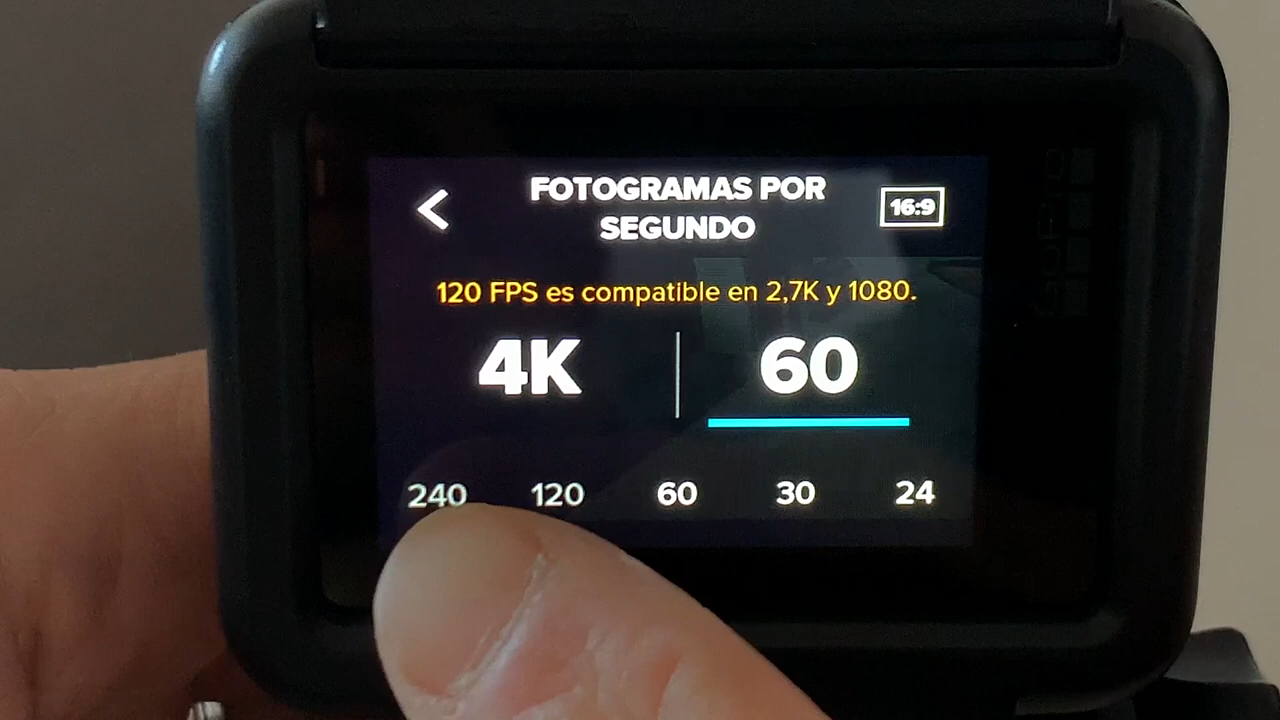 FOTOGRAMAS POR
SEGUNDO
16:9
120 FPS es compatible en 2,7K y 1080.
4K
60
240 120 60 30 24